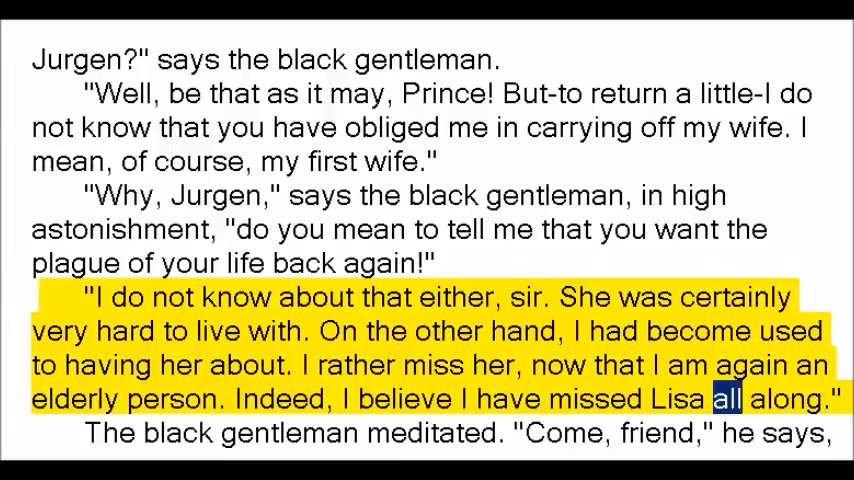 Jurgen?" says the black gentleman.
"Well, be that as it may, Prince! But-to return a little-I do
not know that you have obliged me in carrying off my wife. I
mean, of course, my first wife."
"Why, Jurgen," says the black gentleman, in high
astonishment, "do you mean to tell me that you want the
plague of your life back again!"
"I do not know about that either, sir. She was certainly
very hard to live with. On the other hand, I had become used
to having her about. I rather miss her, now that I am again an
elderly person. Indeed, I believe I have missed Lisa all along."
The black gentleman meditated. "Come, friend," he says,